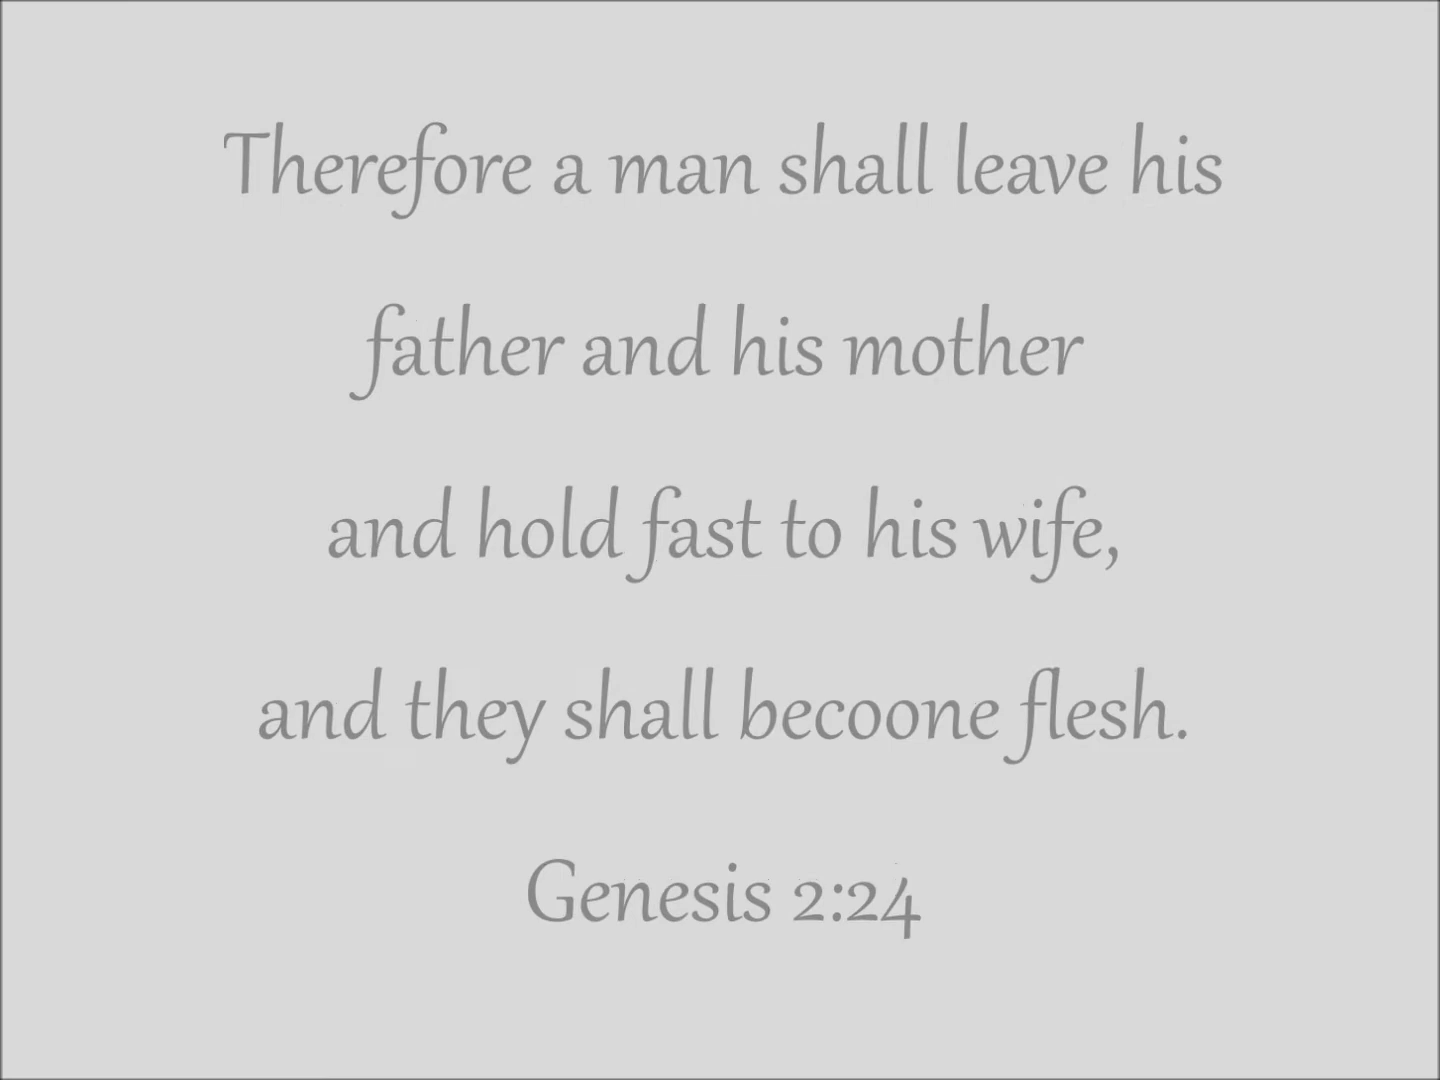 Therefore a man shall leave his
father and his mother
and hold fast to his wife,
and they shall becoone flesh.
Genesis 2:24